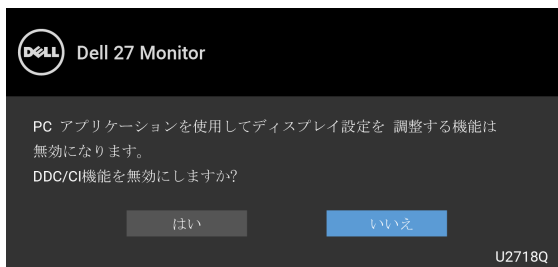 DELL
Dell 27 Monitor
PC アプリケーションを使用してディスプレイ設定を 調整する機能は
無効になります。
DDC/CI機能を無効にしますか?
はい
いいえ
U2718Q